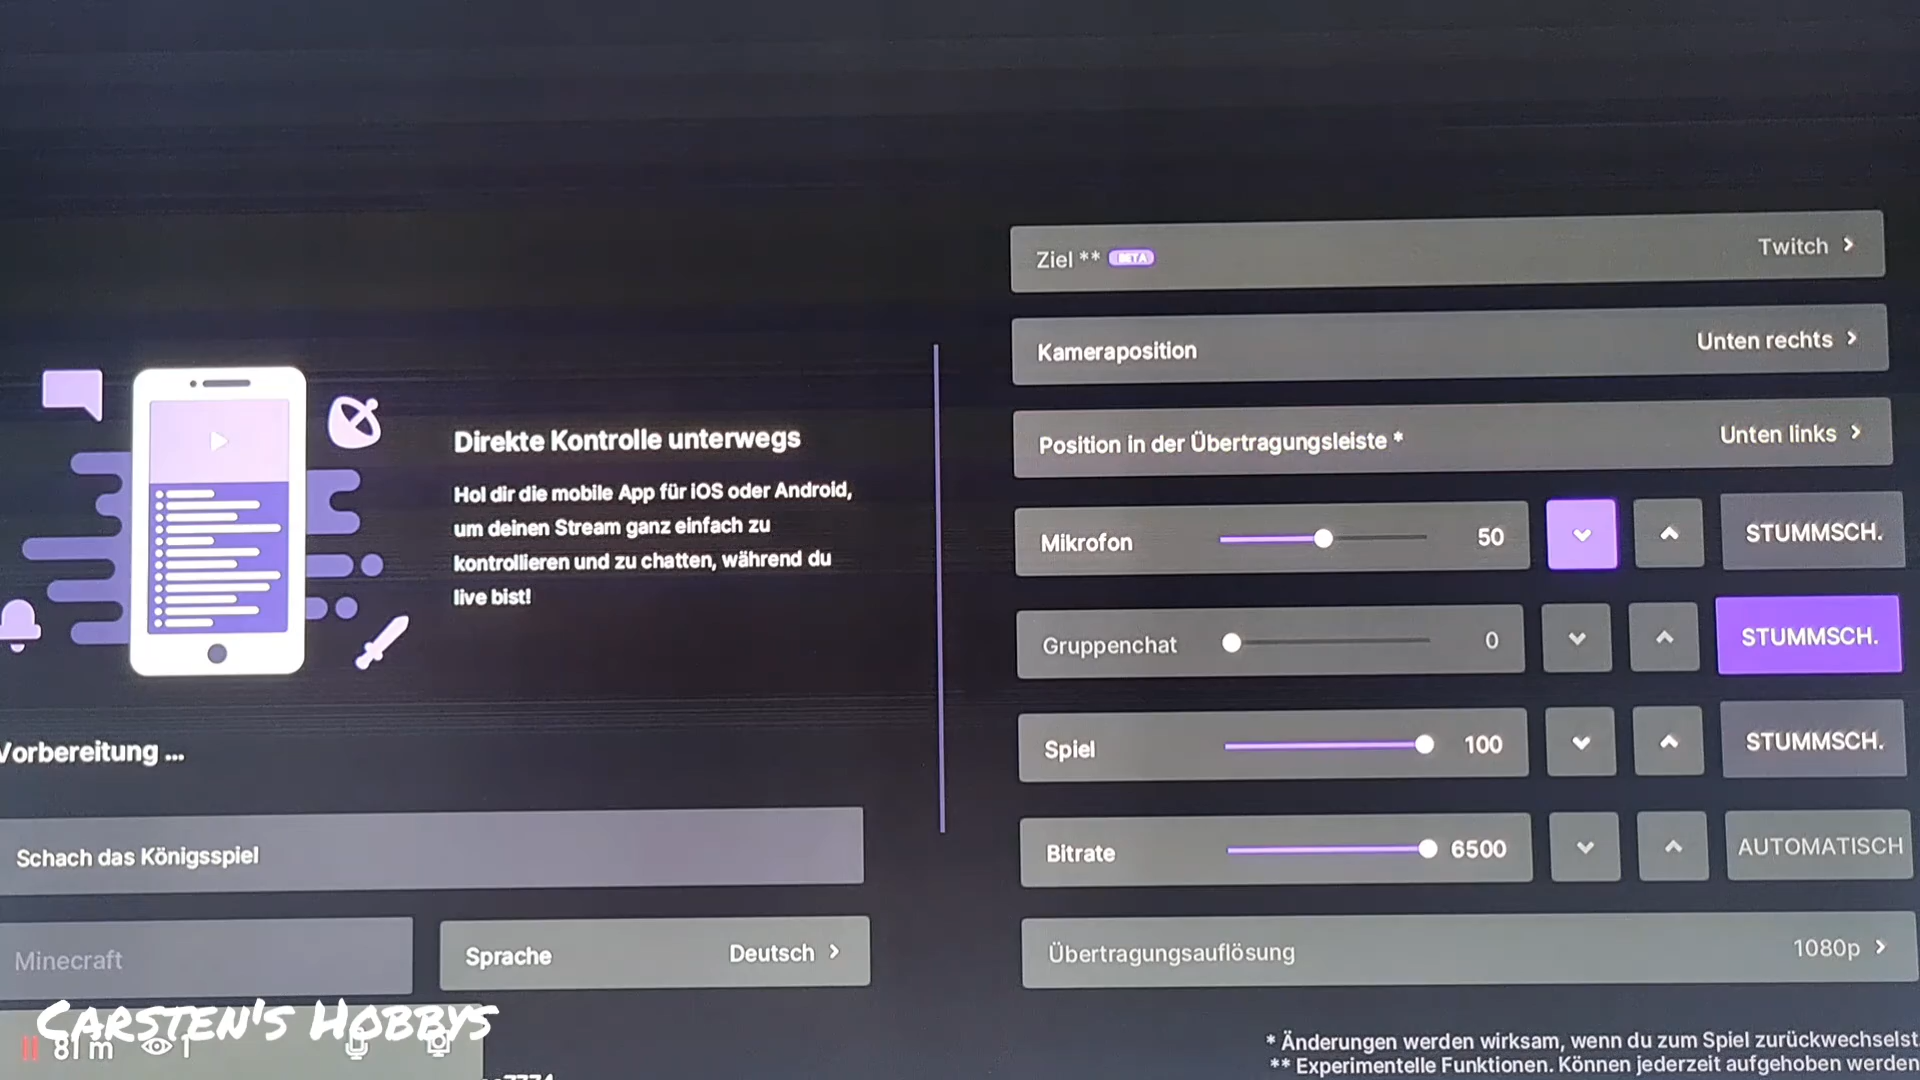 Ziel ** BETA
Twitch
Kameraposition
Unten rechts
Position in der Übertragungsleiste *
Unten links
Mikrofon
50
STUMMSCH.
Gruppenchat
0
STUMMSCH.
Spiel
100
STUMMSCH.
Bitrate
6500
AUTOMATISCH
Übertragungsauflösung
1080p
* Änderungen werden wirksam, wenn du zum Spiel zurückwechselst.
** Experimentelle Funktionen. Können jederzeit aufgehoben werden
Direkte Kontrolle unterwegs
Hol dir die mobile App für iOS oder Android,
um deinen Stream ganz einfach zu
kontrollieren und zu chatten, während du
live bist!
Vorbereitung ...
Schach das Königsspiel
Minecraft
Sprache
Deutsch
Carsten's Hobbys
81 m
1